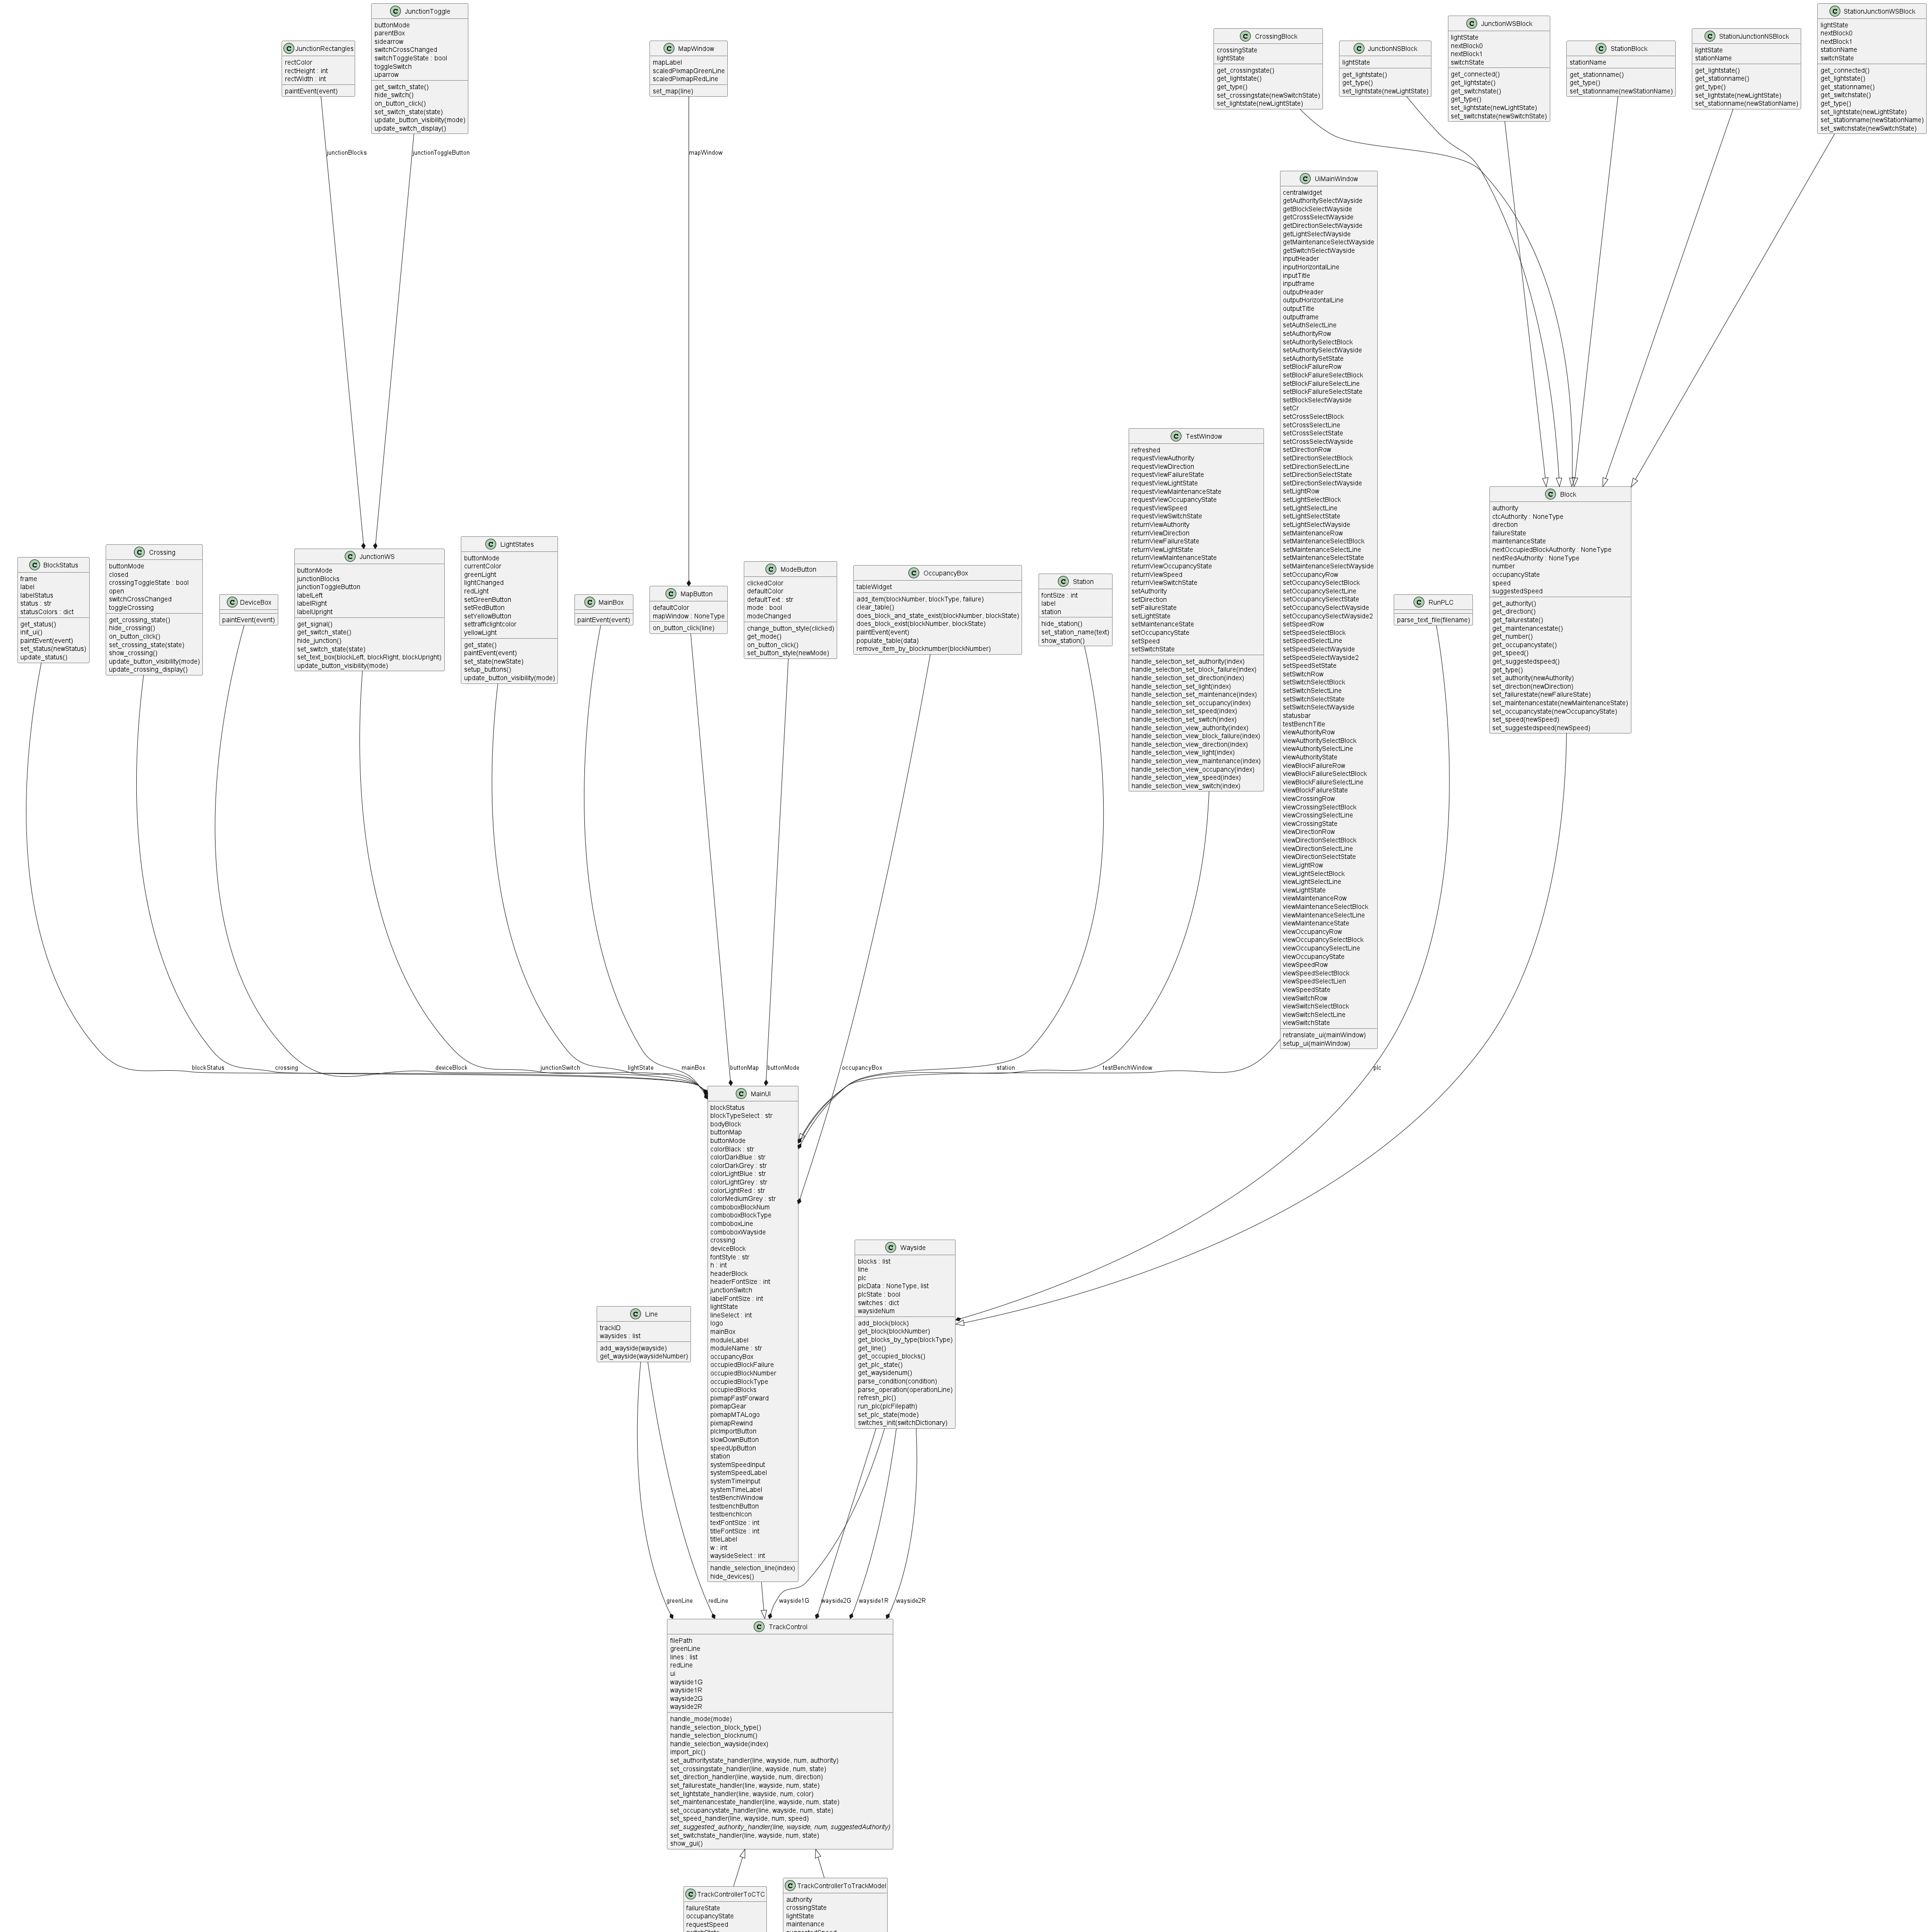 JunctionRectangles
rectColor
rectHeight : int
rectWidth : int
paintEvent(event)
JunctionToggle
buttonMode
parentBox
sidearrow
switchCrossChanged
switchToggleState : bool
toggleSwitch
uparrow
get_switch_state()
hide_switch()
on_button_click()
set_switch_state(state)
update_button_visibility(mode)
update_switch_display()
MapWindow
mapLabel
scaledPixmapGreenLine
scaledPixmapRedLine
set_map(line)
CrossingBlock
crossingState
lightState
get_crossingstate()
get_lightstate()
get_type()
set_crossingstate(newSwitchState)
set_lightstate(newLightState)
JunctionNSBlock
lightState
get_lightstate()
get_type()
set_lightstate(newLightState)
JunctionWSBlock
lightState
nextBlock0
nextBlock1
switchState
get_connected()
get_lightstate()
get_switchstate()
get_type()
set_lightstate(newLightState)
set_switchstate(newSwitchState)
StationBlock
stationName
get_stationname()
get_type()
set_stationname(newStationName)
StationJunctionNSBlock
lightState
stationName
get_lightstate()
get_stationname()
get_type()
set_lightstate(newLightState)
set_stationname(newStationName)
StationJunctionWSBlock
lightState
nextBlock0
nextBlock1
stationName
switchState
get_connected()
get_lightstate()
get_stationname()
get_switchstate()
get_type()
set_lightstate(newLightState)
set_stationname(newStationName)
set_switchstate(newSwitchState)
junctionBlocks
junctionToggleButton
mapWindow
BlockStatus
frame
label
labelStatus
status : str
statusColors : dict
get_status()
init_ui()
paintEvent(event)
set_status(newStatus)
update_status()
Crossing
buttonMode
closed
crossingToggleState : bool
open
switchCrossChanged
toggleCrossing
get_crossing_state()
hide_crossing()
on_button_click()
set_crossing_state(state)
show_crossing()
update_button_visibility(mode)
update_crossing_display()
DeviceBox
paintEvent(event)
JunctionWS
buttonMode
junctionBlocks
junctionToggleButton
labelLeft
labelRight
labelUpright
get_signal()
get_switch_state()
hide_junction()
set_switch_state(state)
set_text_box(blockLeft, blockRight, blockUpright)
update_button_visibility(mode)
LightStates
buttonMode
currentColor
greenLight
lightChanged
redLight
setGreenButton
setRedButton
setYellowButton
settrafficlightcolor
yellowLight
get_state()
paintEvent(event)
set_state(newState)
setup_buttons()
update_button_visibility(mode)
MainBox
paintEvent(event)
MapButton
defaultColor
mapWindow : NoneType
on_button_click(line)
ModeButton
clickedColor
defaultColor
defaultText : str
mode : bool
modeChanged
change_button_style(clicked)
get_mode()
on_button_click()
set_button_style(newMode)
OccupancyBox
tableWidget
add_item(blockNumber, blockType, failure)
clear_table()
does_block_and_state_exist(blockNumber, blockState)
does_block_exist(blockNumber, blockState)
paintEvent(event)
populate_table(data)
remove_item_by_blocknumber(blockNumber)
Station
fontSize : int
label
station
hide_station()
set_station_name(text)
show_station()
TestWindow
refreshed
requestViewAuthority
requestViewDirection
requestViewFailureState
requestViewLightState
requestViewMaintenanceState
requestViewOccupancyState
requestViewSpeed
requestViewSwitchState
returnViewAuthority
returnViewDirection
returnViewFailureState
returnViewLightState
returnViewMaintenanceState
returnViewOccupancyState
returnViewSpeed
returnViewSwitchState
setAuthority
setDirection
setFailureState
setLightState
setMaintenanceState
setOccupancy
setSpeed
setSwitchState
handle_selection_set_authority(index)
handle_selection_set_block_failure(index)
handle_selection_set_direction(index)
handle_selection_set_light(index)
handle_selection_set_maintenance(index)
handle_selection_set_occupancy(index)
handle_selection_set_speed(index)
handle_selection_set_switch(index)
handle_selection_view_authority(index)
handle_selection_view_block_failure(index)
handle_selection_view_direction(index)
handle_selection_view_light(index)
handle_selection_view_maintenance(index)
handle_selection_view_occupancy(index)
handle_selection_view_speed(index)
handle_selection_view_switch(index)
UiMainWindow
centralwidget
getAuthoritySelectWayside
getBlockSelectWayside
getCrossSelectWayside
getDirectionSelectWayside
getLightSelectWayside
getMaintenanceSelectWayside
getSwitchSelectWayside
inputHeader
inputHorizontalLine
inputTitle
inputframe
outputHeader
outputHorizontalLine
outputTitle
outputframe
setAuthSelectLine
setAuthorityRow
setAuthoritySelectBlock
setAuthoritySelectWayside
setAuthoritySetState
setBlockFailureRow
setBlockFailureSelectBlock
setBlockFailureSelectLine
setBlockFailureSelectState
setBlockSelectWayside
setCr
setCrossSelectBlock
setCrossSelectLine
setCrossSelectState
setCrossSelectWayside
setDirectionRow
setDirectionSelectBlock
setDirectionSelectLine
setDirectionSelectState
setDirectionSelectWayside
setLightRow
setLightSelectBlock
setLightSelectLine
setLightSelectState
setLightSelectWayside
setMaintenanceRow
setMaintenanceSelectBlock
setMaintenanceSelectLine
setMaintenanceSelectState
setMaintenanceSelectWayside
setOccupancyRow
setOccupancySelectBlock
setOccupancySelectLine
setOccupancySelectState
setOccupancySelectWayside
setOccupancySelectWayside2
setSpeedRow
setSpeedSelectBlock
setSpeedSelectLine
setSpeedSelectWayside
setSpeedSelectWayside2
setSpeedSetState
setSwitchRow
setSwitchSelectBlock
setSwitchSelectLine
setSwitchSelectState
setSwitchSelectWayside
statusbar
testBenchTitle
viewAuthorityRow
viewAuthoritySelectBlock
viewAuthoritySelectLine
viewAuthorityState
viewBlockFailureRow
viewBlockFailureSelectBlock
viewBlockFailureSelectLine
viewBlockFailureState
viewCrossingRow
viewCrossingSelectBlock
viewCrossingSelectLine
viewCrossingState
viewDirectionRow
viewDirectionSelectBlock
viewDirectionSelectLine
viewDirectionSelectState
viewLightRow
viewLightSelectBlock
viewLightSelectLine
viewLightState
viewMaintenanceRow
viewMaintenanceSelectBlock
viewMaintenanceSelectLine
viewMaintenanceState
viewOccupancyRow
viewOccupancySelectBlock
viewOccupancySelectLine
viewOccupancyState
viewSpeedRow
viewSpeedSelectBlock
viewSpeedSelectLien
viewSpeedState
viewSwitchRow
viewSwitchSelectBlock
viewSwitchSelectLine
viewSwitchState
retranslate_ui(mainWindow)
setup_ui(mainWindow)
RunPLC
parse_text_file(filename)
Block
authority
ctcAuthority : NoneType
direction
failureState
maintenanceState
nextOccupiedBlockAuthority : NoneType
nextRedAuthority : NoneType
number
occupancyState
speed
suggestedSpeed
get_authority()
get_direction()
get_failurestate()
get_maintenancestate()
get_number()
get_occupancystate()
get_speed()
get_suggestedspeed()
get_type()
set_authority(newAuthority)
set_direction(newDirection)
set_failurestate(newFailureState)
set_maintenancestate(newMaintenanceState)
set_occupancystate(newOccupancyState)
set_speed(newSpeed)
set_suggestedspeed(newSpeed)
blockStatus
crossing
deviceBlock
junctionSwitch
lightState
mainBox
buttonMap
buttonMode
occupancyBox
station
testBenchWindow
plc
MainUI
blockStatus
blockTypeSelect : str
bodyBlock
buttonMap
buttonMode
colorBlack : str
colorDarkBlue : str
colorDarkGrey : str
colorLightBlue : str
colorLightGrey : str
colorLightRed : str
colorMediumGrey : str
comboboxBlockNum
comboboxBlockType
comboboxLine
comboboxWayside
crossing
deviceBlock
fontStyle : str
h : int
headerBlock
headerFontSize : int
junctionSwitch
labelFontSize : int
lightState
lineSelect : int
logo
mainBox
moduleLabel
moduleName : str
occupancyBox
occupiedBlockFailure
occupiedBlockNumber
occupiedBlockType
occupiedBlocks
pixmapFastForward
pixmapGear
pixmapMTALogo
pixmapRewind
plcImportButton
slowDownButton
speedUpButton
station
systemSpeedInput
systemSpeedLabel
systemTimeInput
systemTimeLabel
testBenchWindow
testbenchButton
testbenchIcon
textFontSize : int
titleFontSize : int
titleLabel
w : int
waysideSelect : int
handle_selection_line(index)
hide_devices()
Wayside
blocks : list
line
plc
plcData : NoneType, list
plcState : bool
switches : dict
waysideNum
add_block(block)
get_block(blockNumber)
get_blocks_by_type(blockType)
get_line()
get_occupied_blocks()
get_plc_state()
get_waysidenum()
parse_condition(condition)
parse_operation(operationLine)
refresh_plc()
run_plc(plcFilepath)
set_plc_state(mode)
switches_init(switchDictionary)
Line
trackID
waysides : list
add_wayside(wayside)
get_wayside(waysideNumber)
greenLine
redLine
wayside1G
wayside2G
wayside1R
wayside2R
TrackControl
filePath
greenLine
lines : list
redLine
ui
wayside1G
wayside1R
wayside2G
wayside2R
handle_mode(mode)
handle_selection_block_type()
handle_selection_blocknum()
handle_selection_wayside(index)
import_plc()
set_authoritystate_handler(line, wayside, num, authority)
set_crossingstate_handler(line, wayside, num, state)
set_direction_handler(line, wayside, num, direction)
set_failurestate_handler(line, wayside, num, state)
set_lightstate_handler(line, wayside, num, color)
set_maintenancestate_handler(line, wayside, num, state)
set_occupancystate_handler(line, wayside, num, state)
set_speed_handler(line, wayside, num, speed)
set_suggested_authority_handler(line, wayside, num, suggestedAuthority)
set_switchstate_handler(line, wayside, num, state)
show_gui()
TrackControllerToCTC
failureState
occupancyState
requestSpeed
TrackControllerToTrackModel
authority
crossingState
lightState
maintenance